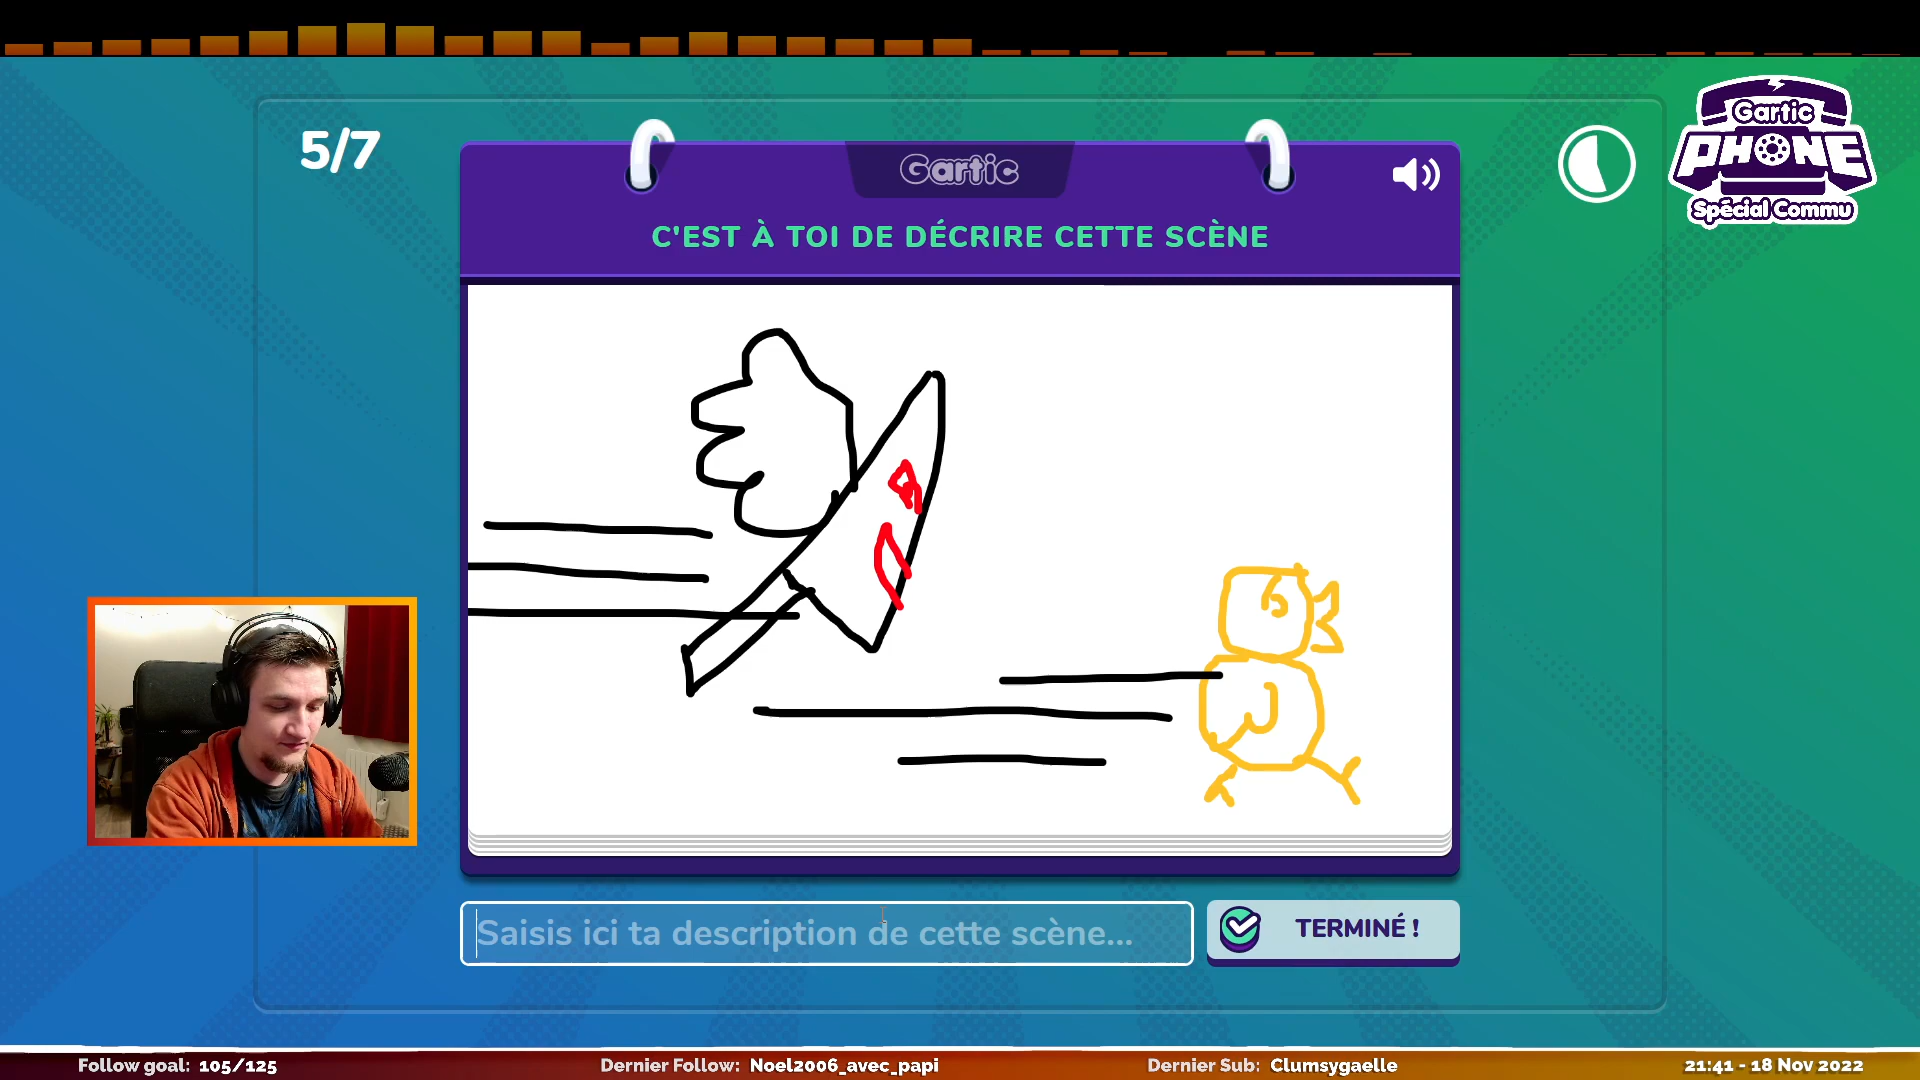 5/7
Gartic
C'EST À TOI DE DÉCRIRE CETTE SCÈNE
Gartic
PHONE
Spécial Commu
Saisis ici ta description de cette scène...
TERMINÉ !
Follow goal: 105/125
Dernier Follow: Noel2006_avec_papi
Dernier Sub: Clumsygaelle
21:41 - 18 Nov 2022